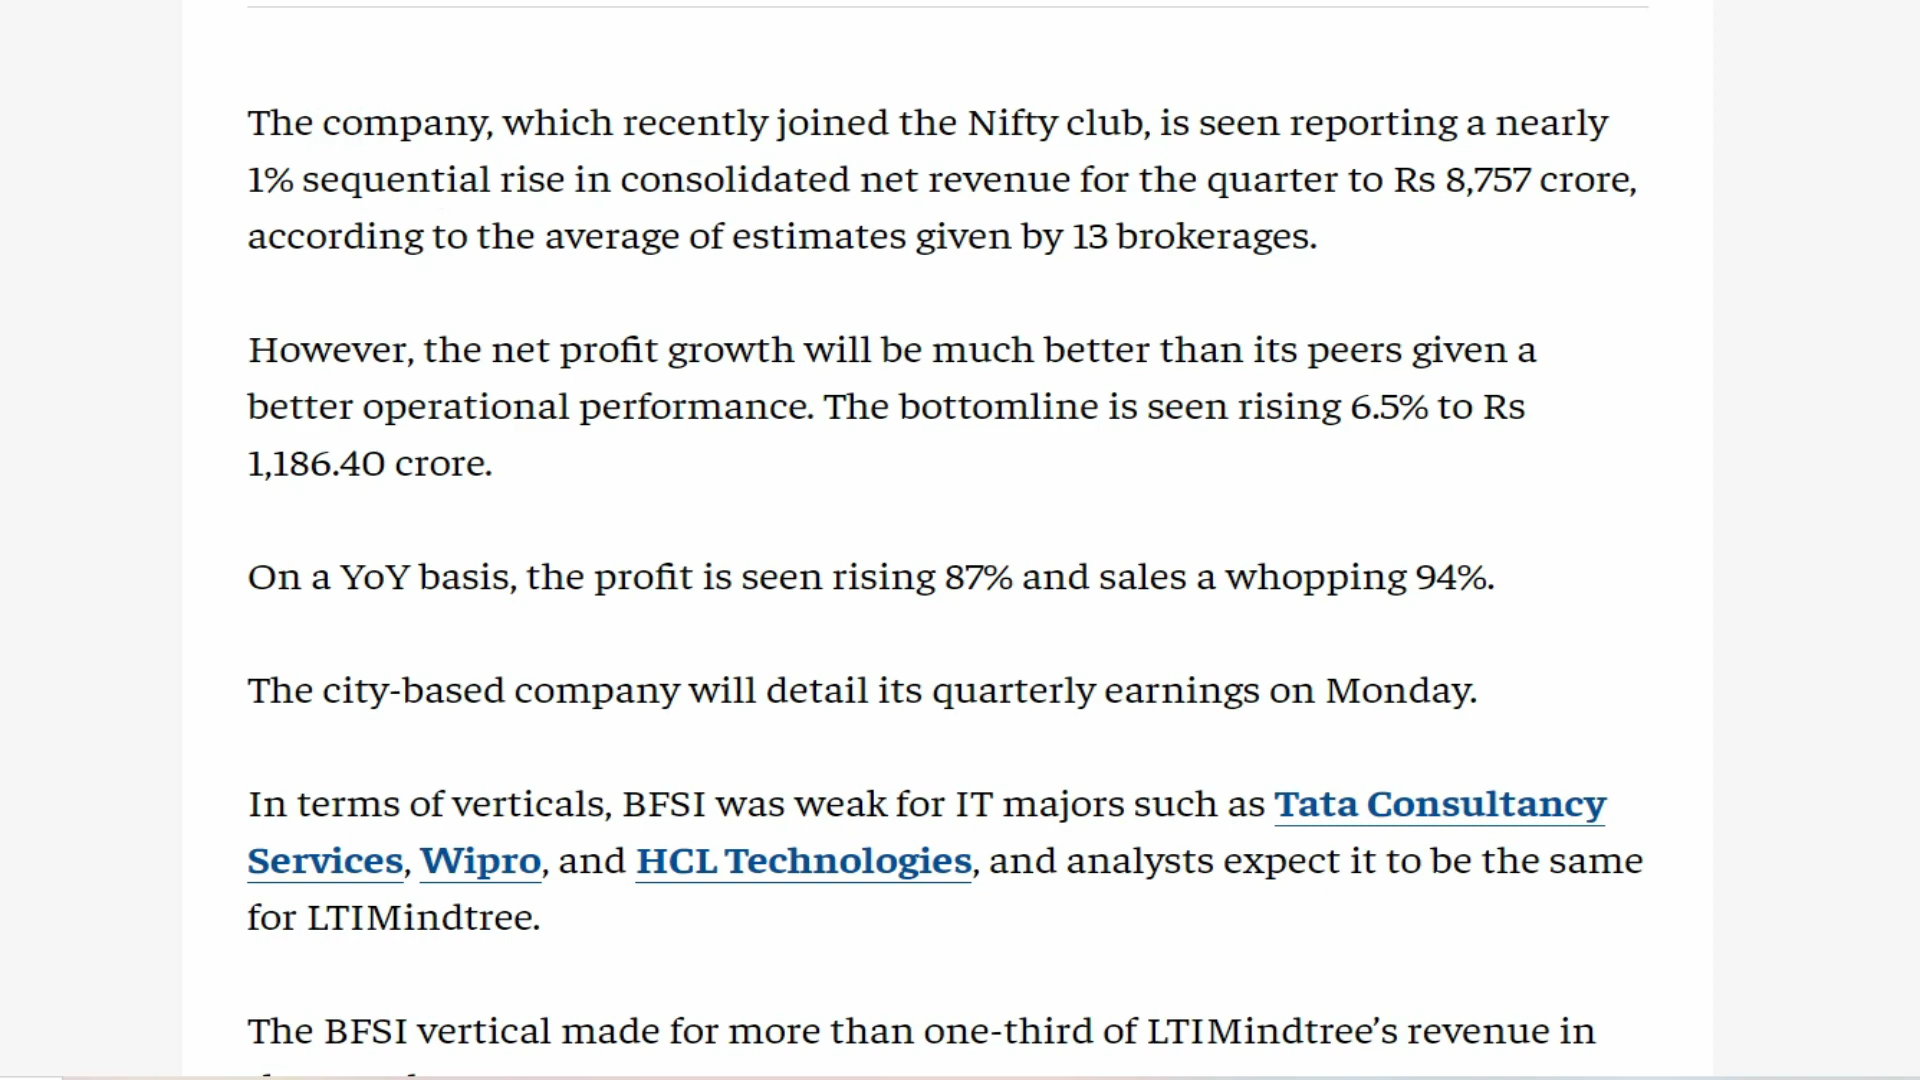 The company, which recently joined the Nifty club, is seen reporting a nearly
1% sequential rise in consolidated net revenue for the quarter to Rs 8,757 crore,
according to the average of estimates given by 13 brokerages.
However, the net profit growth will be much better than its peers given a
better operational performance. The bottomline is seen rising 6.5% to Rs
1,186.40 crore.
On a YoY basis, the profit is seen rising 87% and sales a whopping 94%.
The city-based company will detail its quarterly earnings on Monday.
In terms of verticals, BFSI was weak for IT majors such as Tata Consultancy
Services, Wipro, and HCL Technologies, and analysts expect it to be the same
for LTIMindtree.
The BFSI vertical made for more than one-third of LTIMindtree’s revenue in